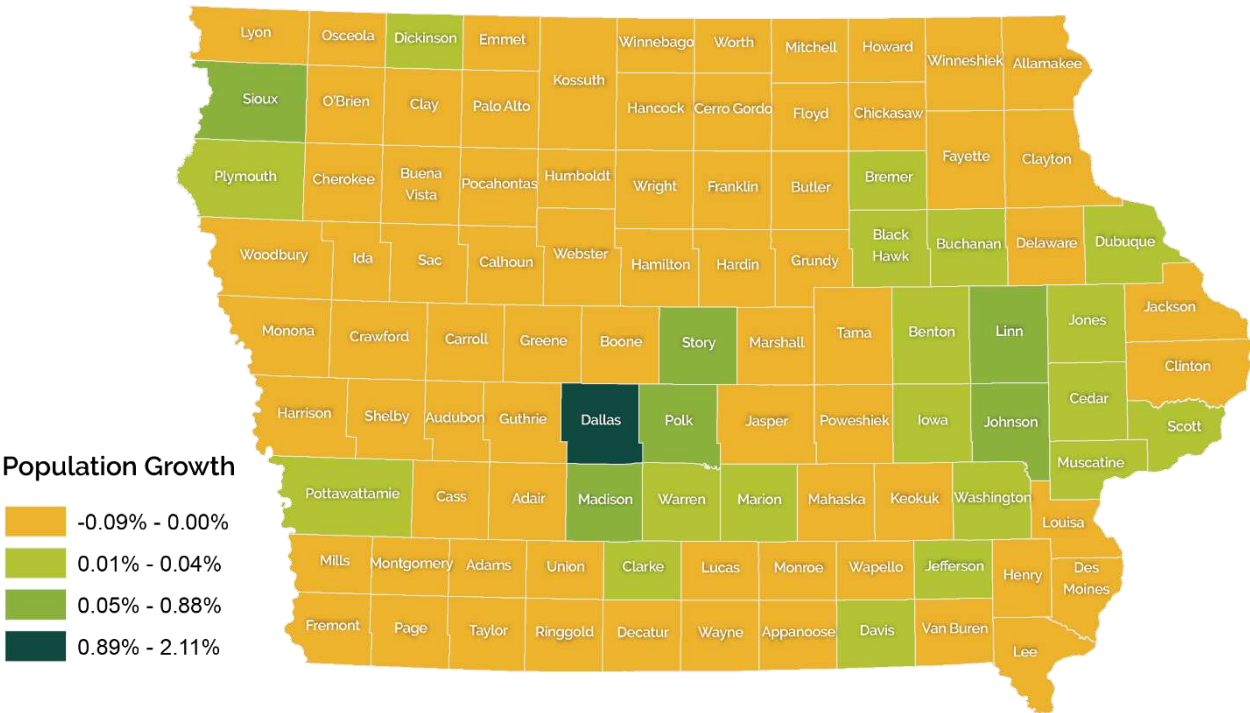 Lyon
Osceola
Dickinson
Emmet
Kossuth
Winnebago
Worth
Mitchell
Howard
Winneshiek
Allamakee
Sioux
O'Brien
Clay
Palo Alto
Hancock
Cerro Gordo
Floyd
Chickasaw
Fayette
Clayton
Plymouth
Cherokee
Buena
Vista
Pocahontas
Humboldt
Wright
Franklin
Butler
Bremer
Woodbury
Ida
Sac
Calhoun
Webster
Hamilton
Hardin
Grundy
Black
Hawk
Buchanan
Delaware
Dubuque
Monona
Crawford
Carroll
Greene
Boone
Story
Marshall
Tama
Benton
Linn
Jones
Jackson
Clinton
Harrison
Shelby
Audubon
Guthrie
Dallas
Polk
Jasper
Poweshiek
Iowa
Johnson
Cedar
Scott
Muscatine
Pottawattamie
Cass
Adair
Madison
Warren
Marion
Mahaska
Keokuk
Washington
Louisa
Mills
Montgomery
Adams
Union
Clarke
Lucas
Monroe
Wapello
Jefferson
Henry
Des
Moines
Fremont
Page
Taylor
Ringgold
Decatur
Wayne
Appanoose
Davis
Van Buren
Lee
Population Growth
-0.09% - 0.00%
0.01% - 0.04%
0.05% - 0.88%
0.89% - 2.11%